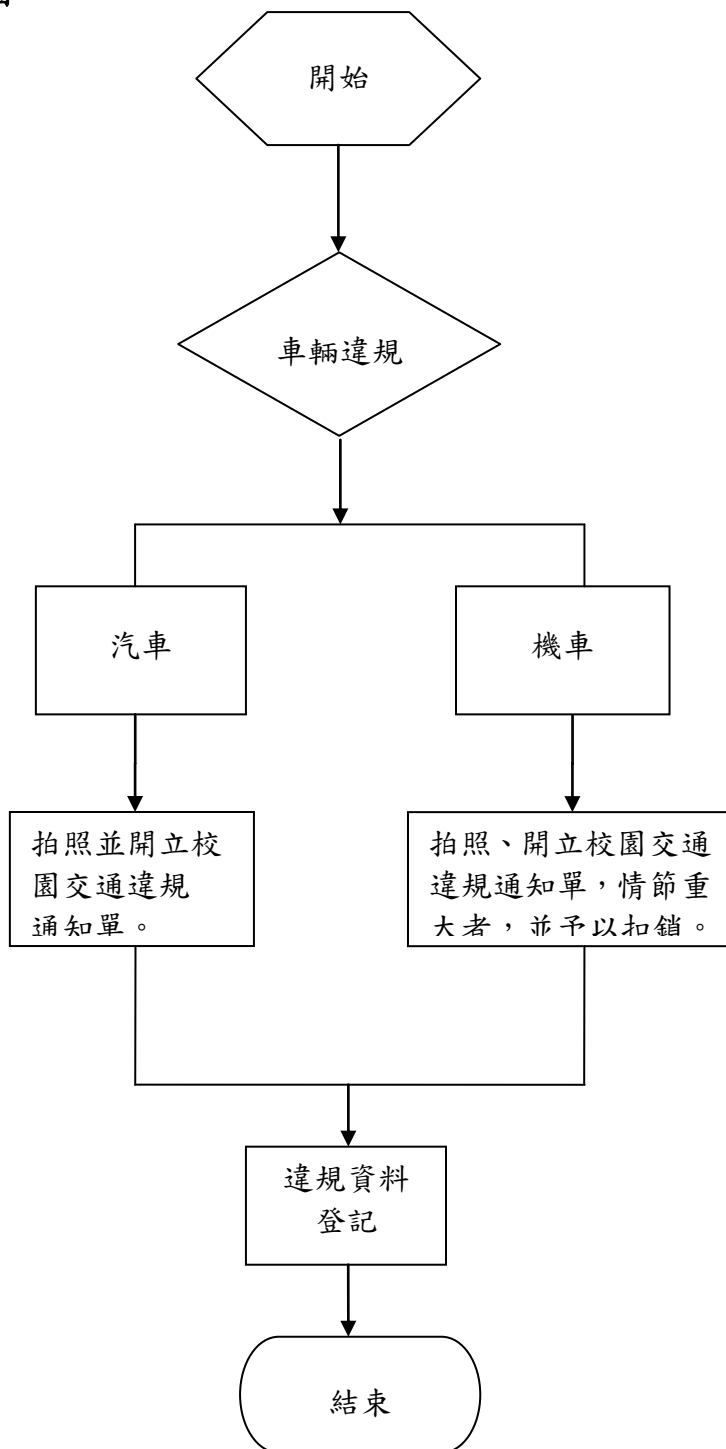 開始
車輛違規
汽車
機車
拍照並開立校
園交通違規
通知單。
拍照、開立校園交通
違規通知單，情節重
大者，並予以扣鎖。
違規資料
登記
結束